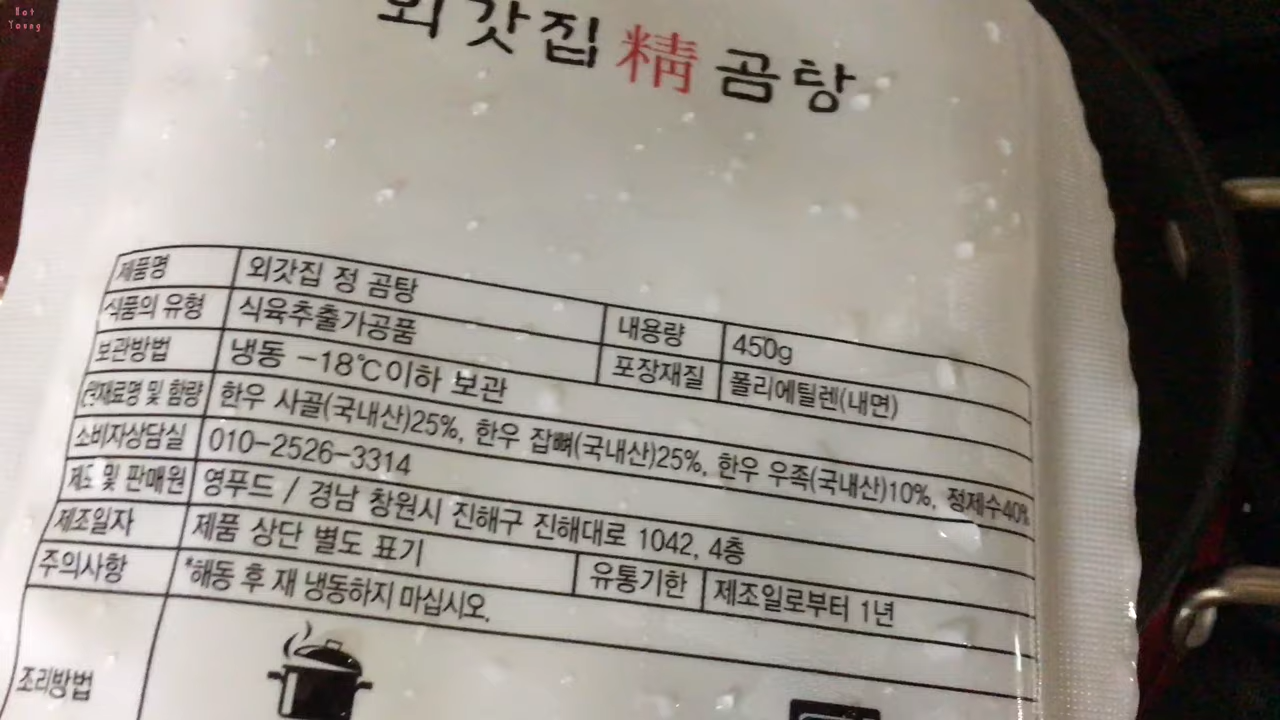 Hot
Young
외갓집 精 곰탕
제품명 외갓집 정 곰탕
식품의 유형 식육추출가공품 내용량 450g
보관방법 냉동 -18℃이하 보관 포장재질 폴리에틸렌(내면)
원재료명 및 함량 한우 사골(국내산)25%, 한우 잡뼈(국내산)25%, 한우 우족(국내산)10%, 정제수40%
소비자상담실 010-2526-3314
제조 및 판매원 영푸드 / 경남 창원시 진해구 진해대로 1042, 4층
제조일자 제품 상단 별도 표기 유통기한 제조일로부터 1년
주의사항 *해동 후 재 냉동하지 마십시오.
조리방법